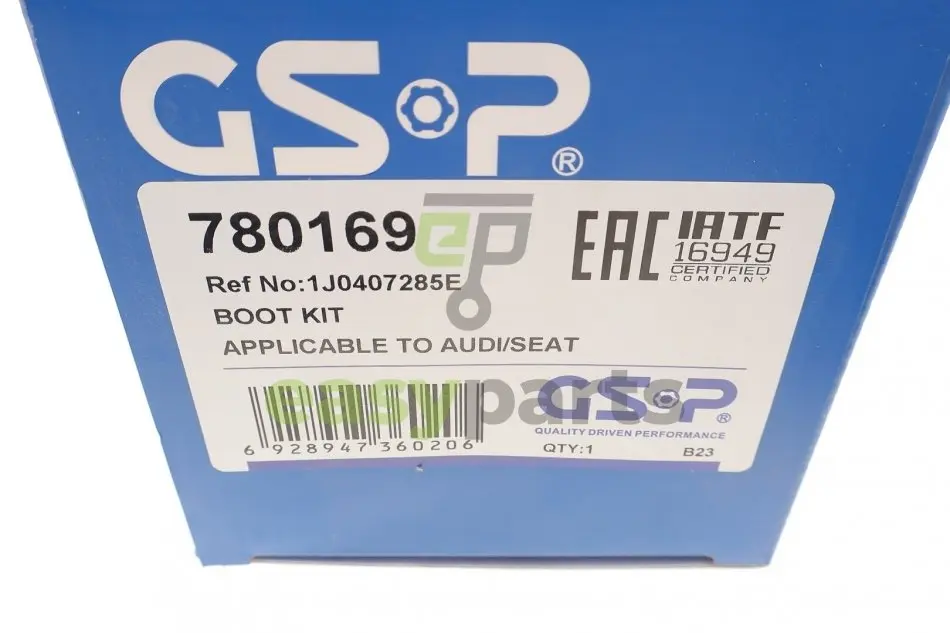 GSP®
780169
ep
EAC
IATF
16949
CERTIFIED
COMPANY
Ref No:1J0407285E
BOOT KIT
APPLICABLE TO AUDI/SEAT
easyparts
GSP®
QUALITY DRIVEN PERFORMANCE
6 928947 360206
QTY:1
B23